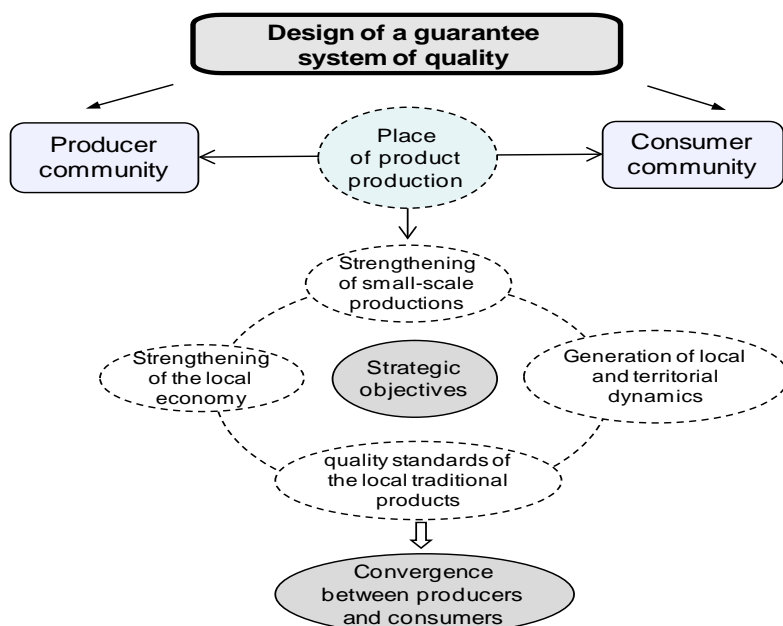 Design of a guarantee
system of quality
Producer
community
Place
of product
production
Consumer
community
Strengthening
of small-scale
productions
Strengthening
of the local
economy
Strategic
objectives
Generation of local
and territorial
dynamics
quality standards of
the local traditional
products
Convergence
between producers
and consumers